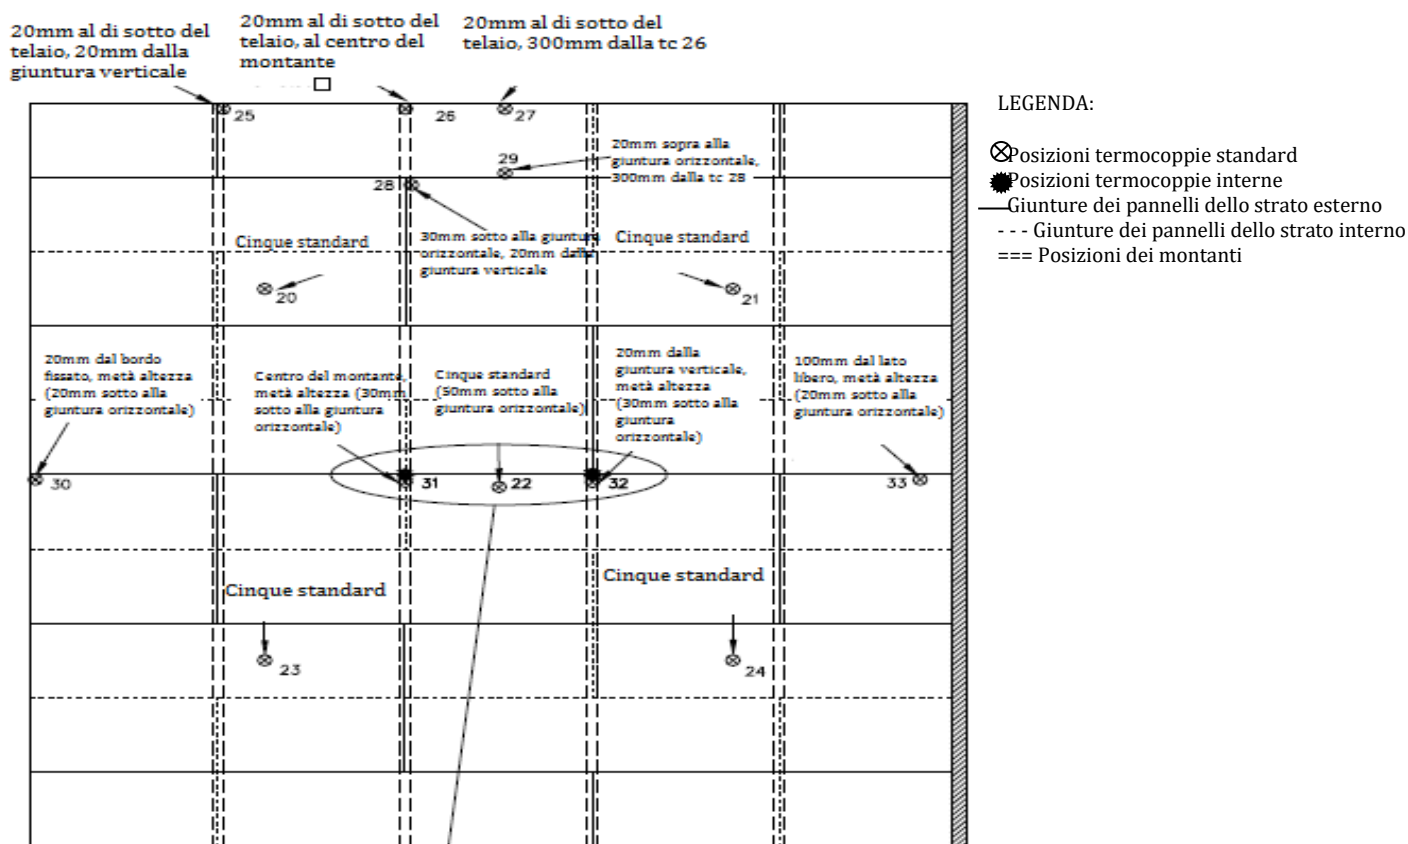 20mm al di sotto del
telaio, 20mm dalla
giuntura verticale
20mm al di sotto del
telaio, al centro del
montante
20mm al di sotto del
telaio, 300mm dalla tc 26
25
26
27
LEGENDA:
Posizioni termocoppie standard
Posizioni termocoppie interne
Giunture dei pannelli dello strato esterno
- - - Giunture dei pannelli dello strato interno
=== Posizioni dei montanti
29
20mm sopra alla
giuntura orizzontale,
300mm dalla tc 28
28
Cinque standard
30mm sotto alla giuntura
orizzontale, 20mm dalla
giuntura verticale
Cinque standard
20
21
20mm dal bordo
fissato, metà altezza
(20mm sotto alla
giuntura orizzontale)
Centro del montante,
metà altezza (30mm
sotto alla giuntura
orizzontale)
Cinque standard
(50mm sotto alla
giuntura orizzontale)
20mm dalla
giuntura verticale,
metà altezza
(30mm sotto alla
giuntura
orizzontale)
100mm dal lato
libero, metà altezza
(20mm sotto alla
giuntura orizzontale)
30
31
22
32
33
Cinque standard
Cinque standard
23
24